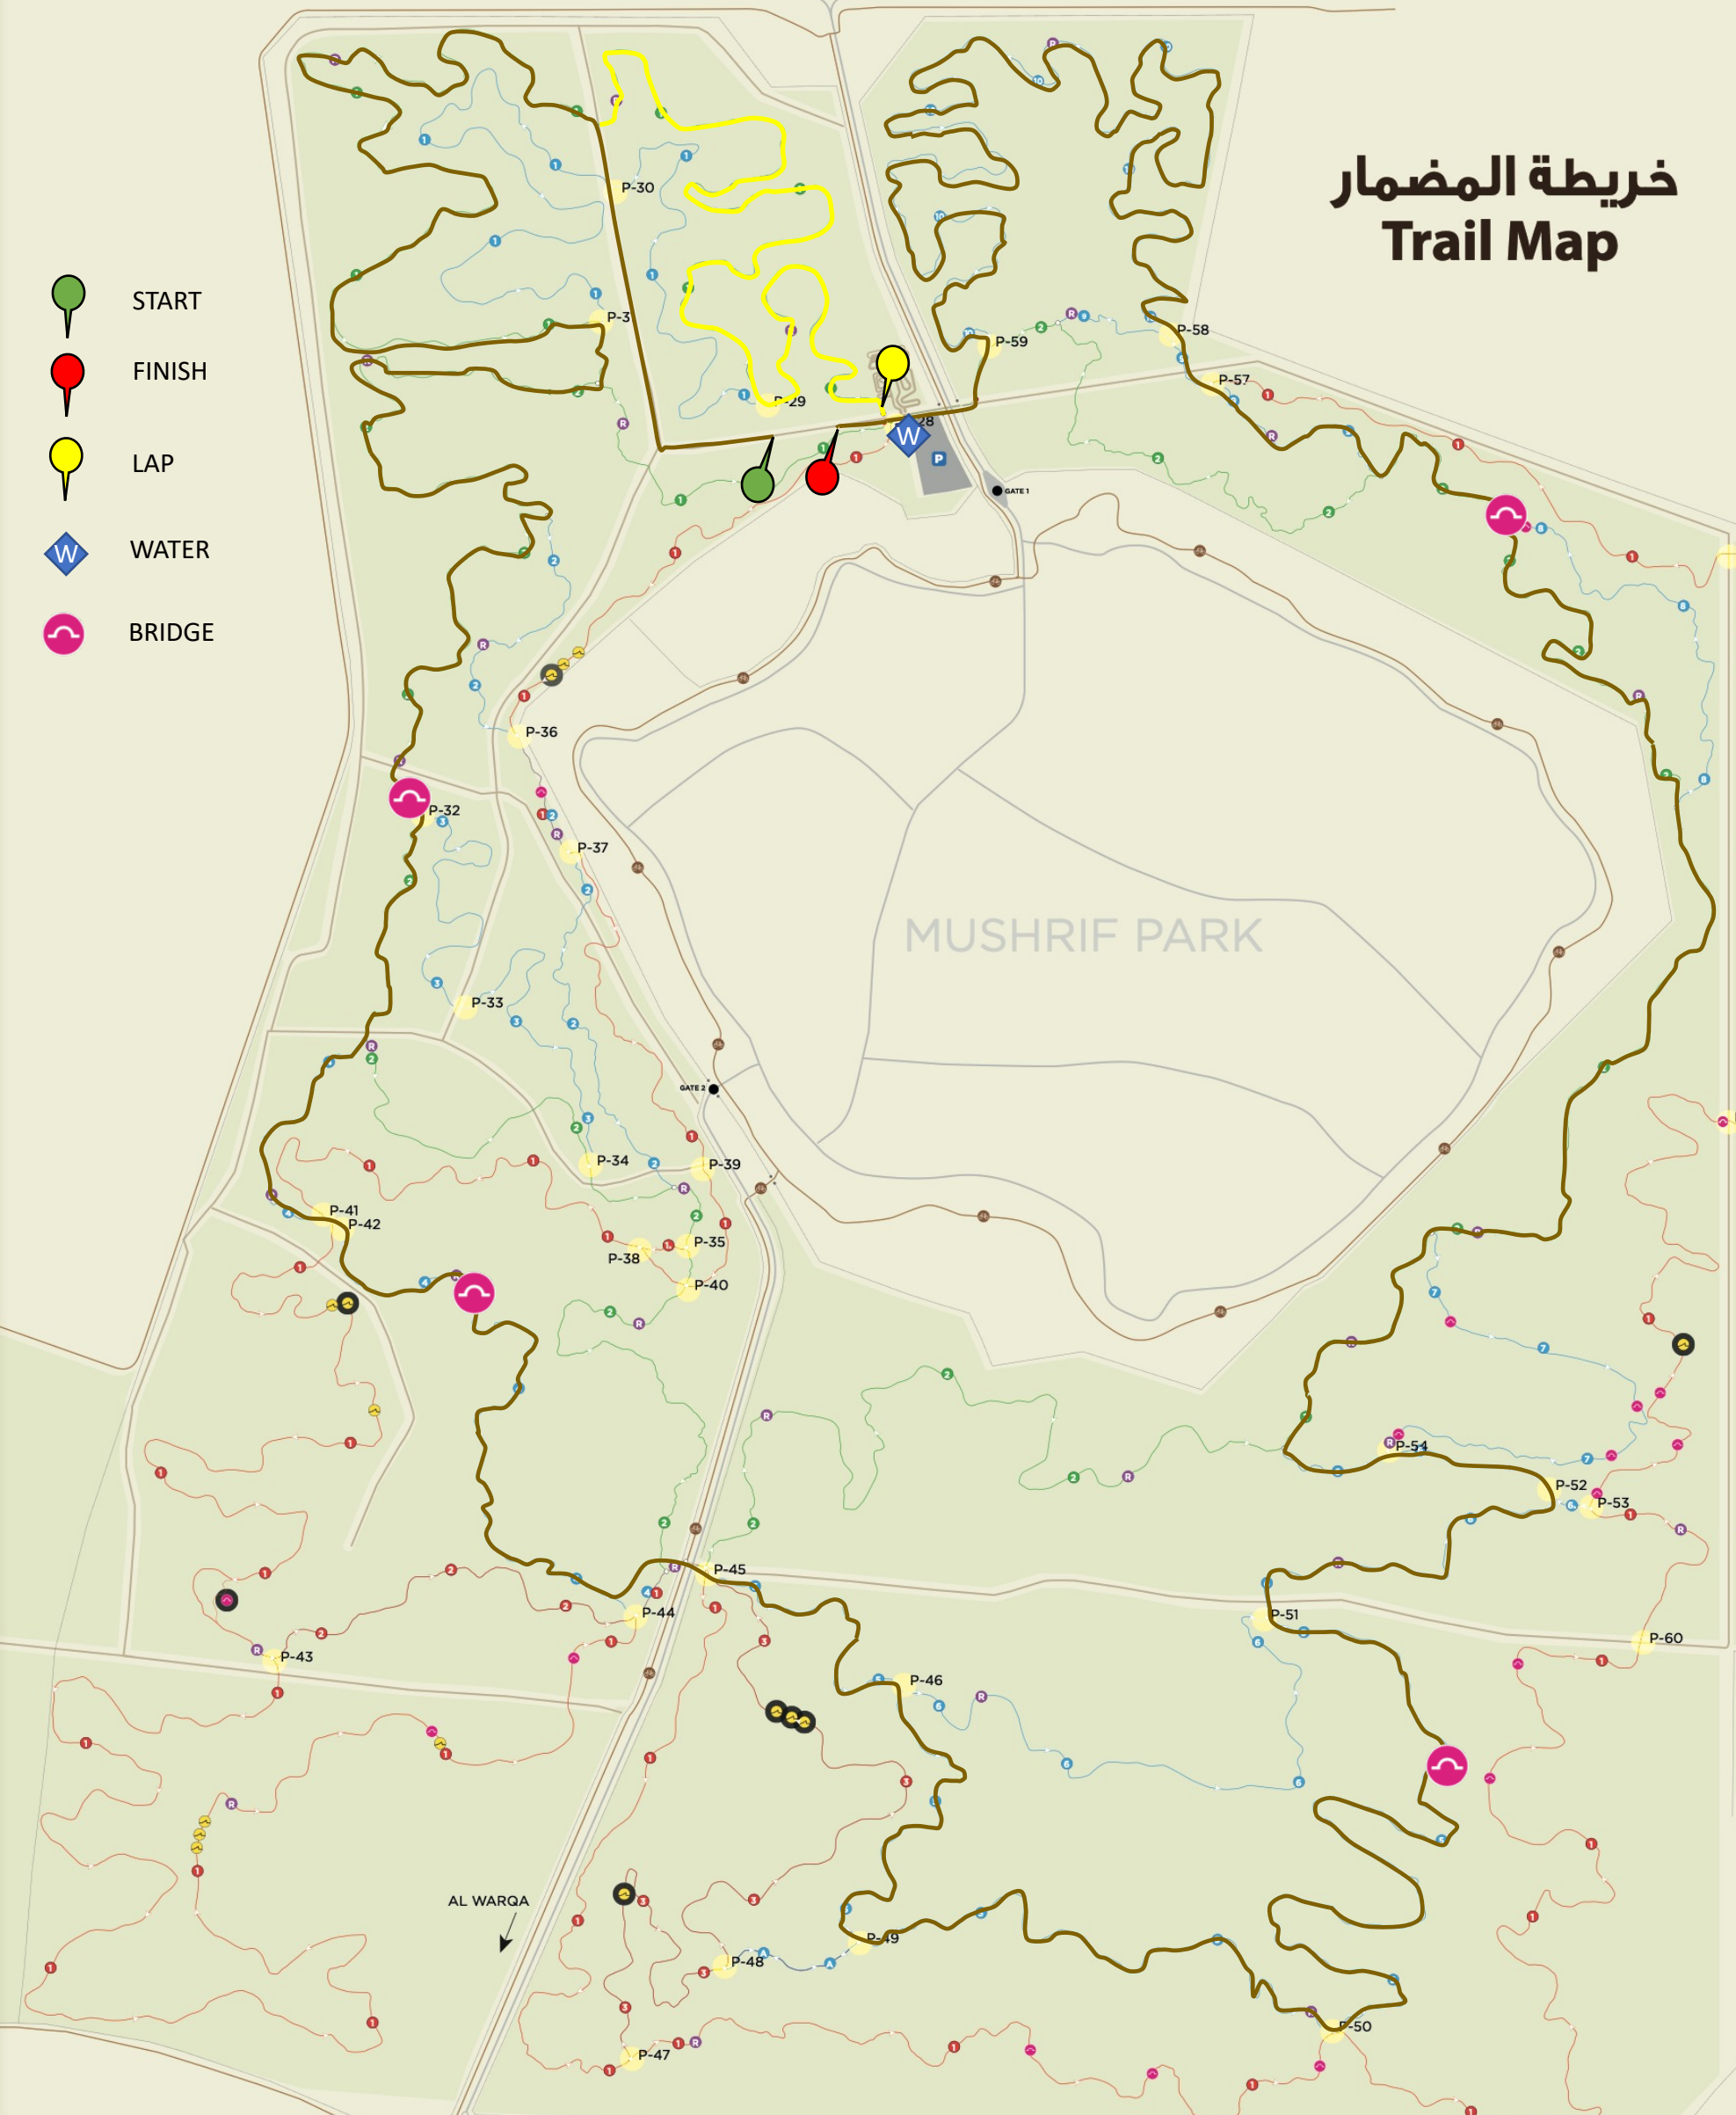 خريطة المضمار
Trail Map
START
FINISH
LAP
W
WATER
BRIDGE
P-30
P-3
P-29
28
W
P
GATE 1
P-59
P-58
P-57
P-36
P-32
P-37
MUSHRIF PARK
P-33
GATE 2
P-34
P-39
P-41
P-42
P-35
P-38
P-40
P-54
P-52
P-53
P-45
P-44
P-51
P-60
P-43
P-46
AL WARQA
P-49
P-48
P-50
P-47